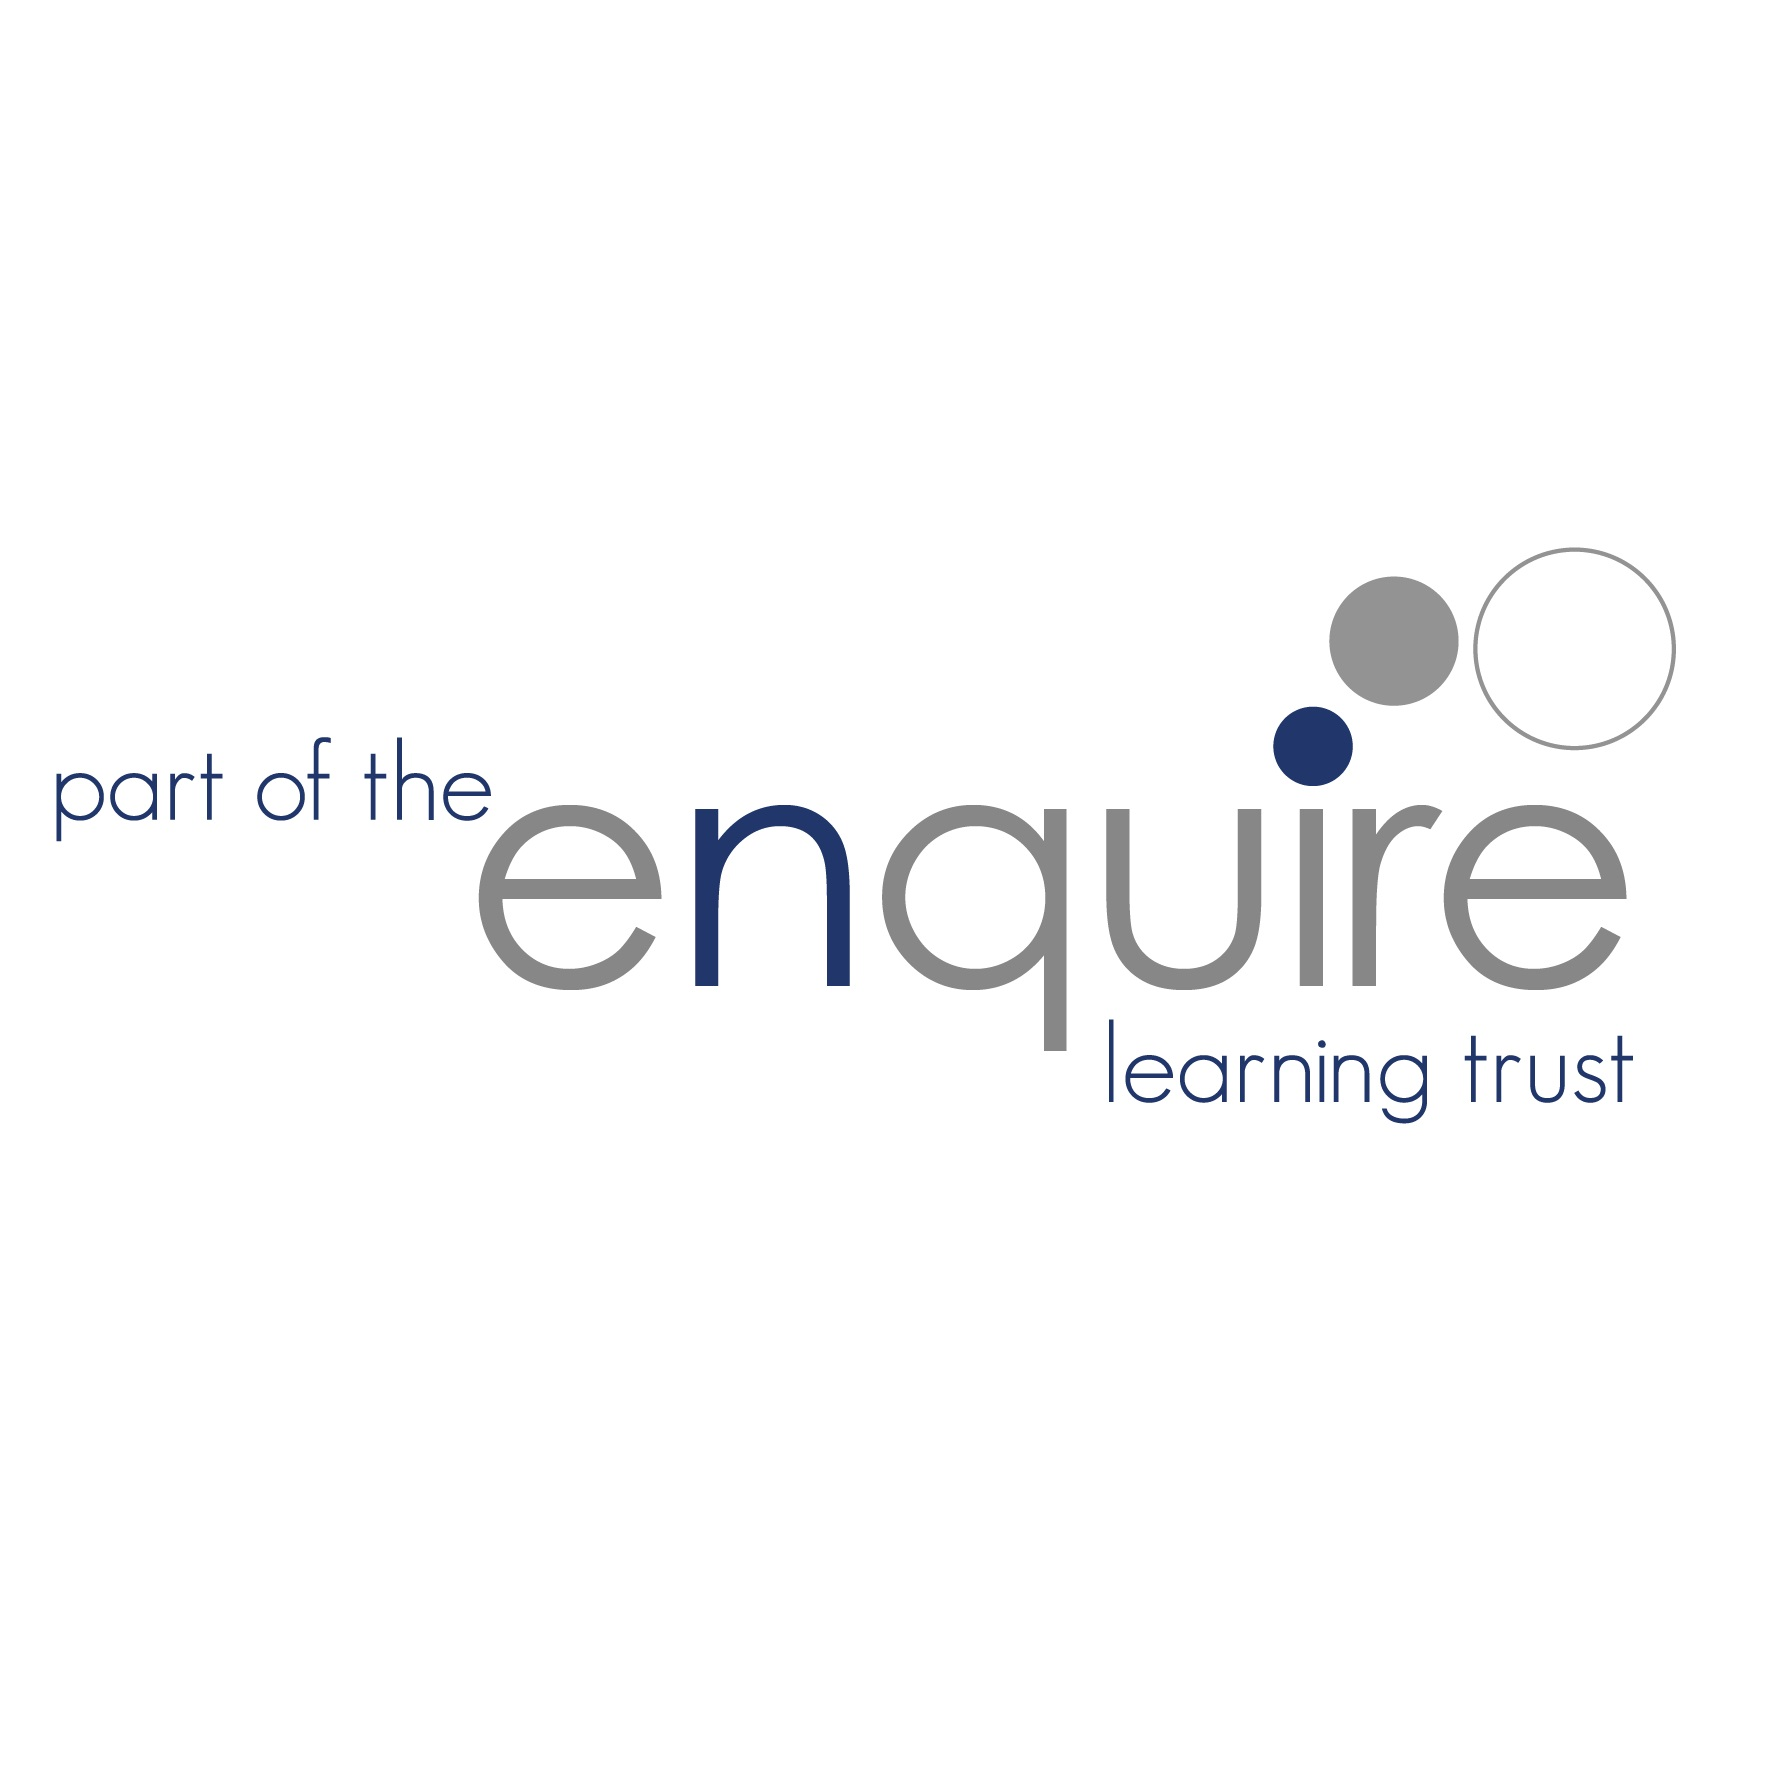 part of the
enquire
learning trust